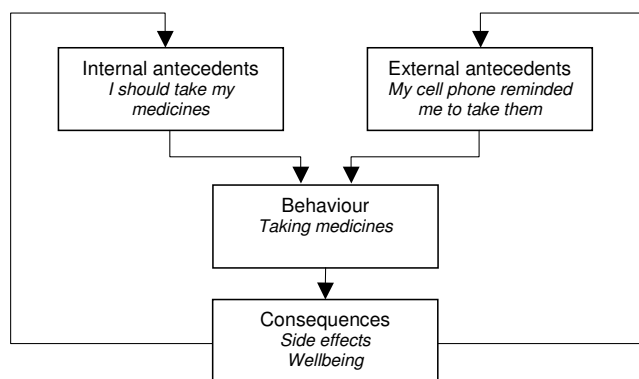 Internal antecedents
I should take my
medicines
External antecedents
My cell phone reminded
me to take them
Behaviour
Taking medicines
Consequences
Side effects
Wellbeing